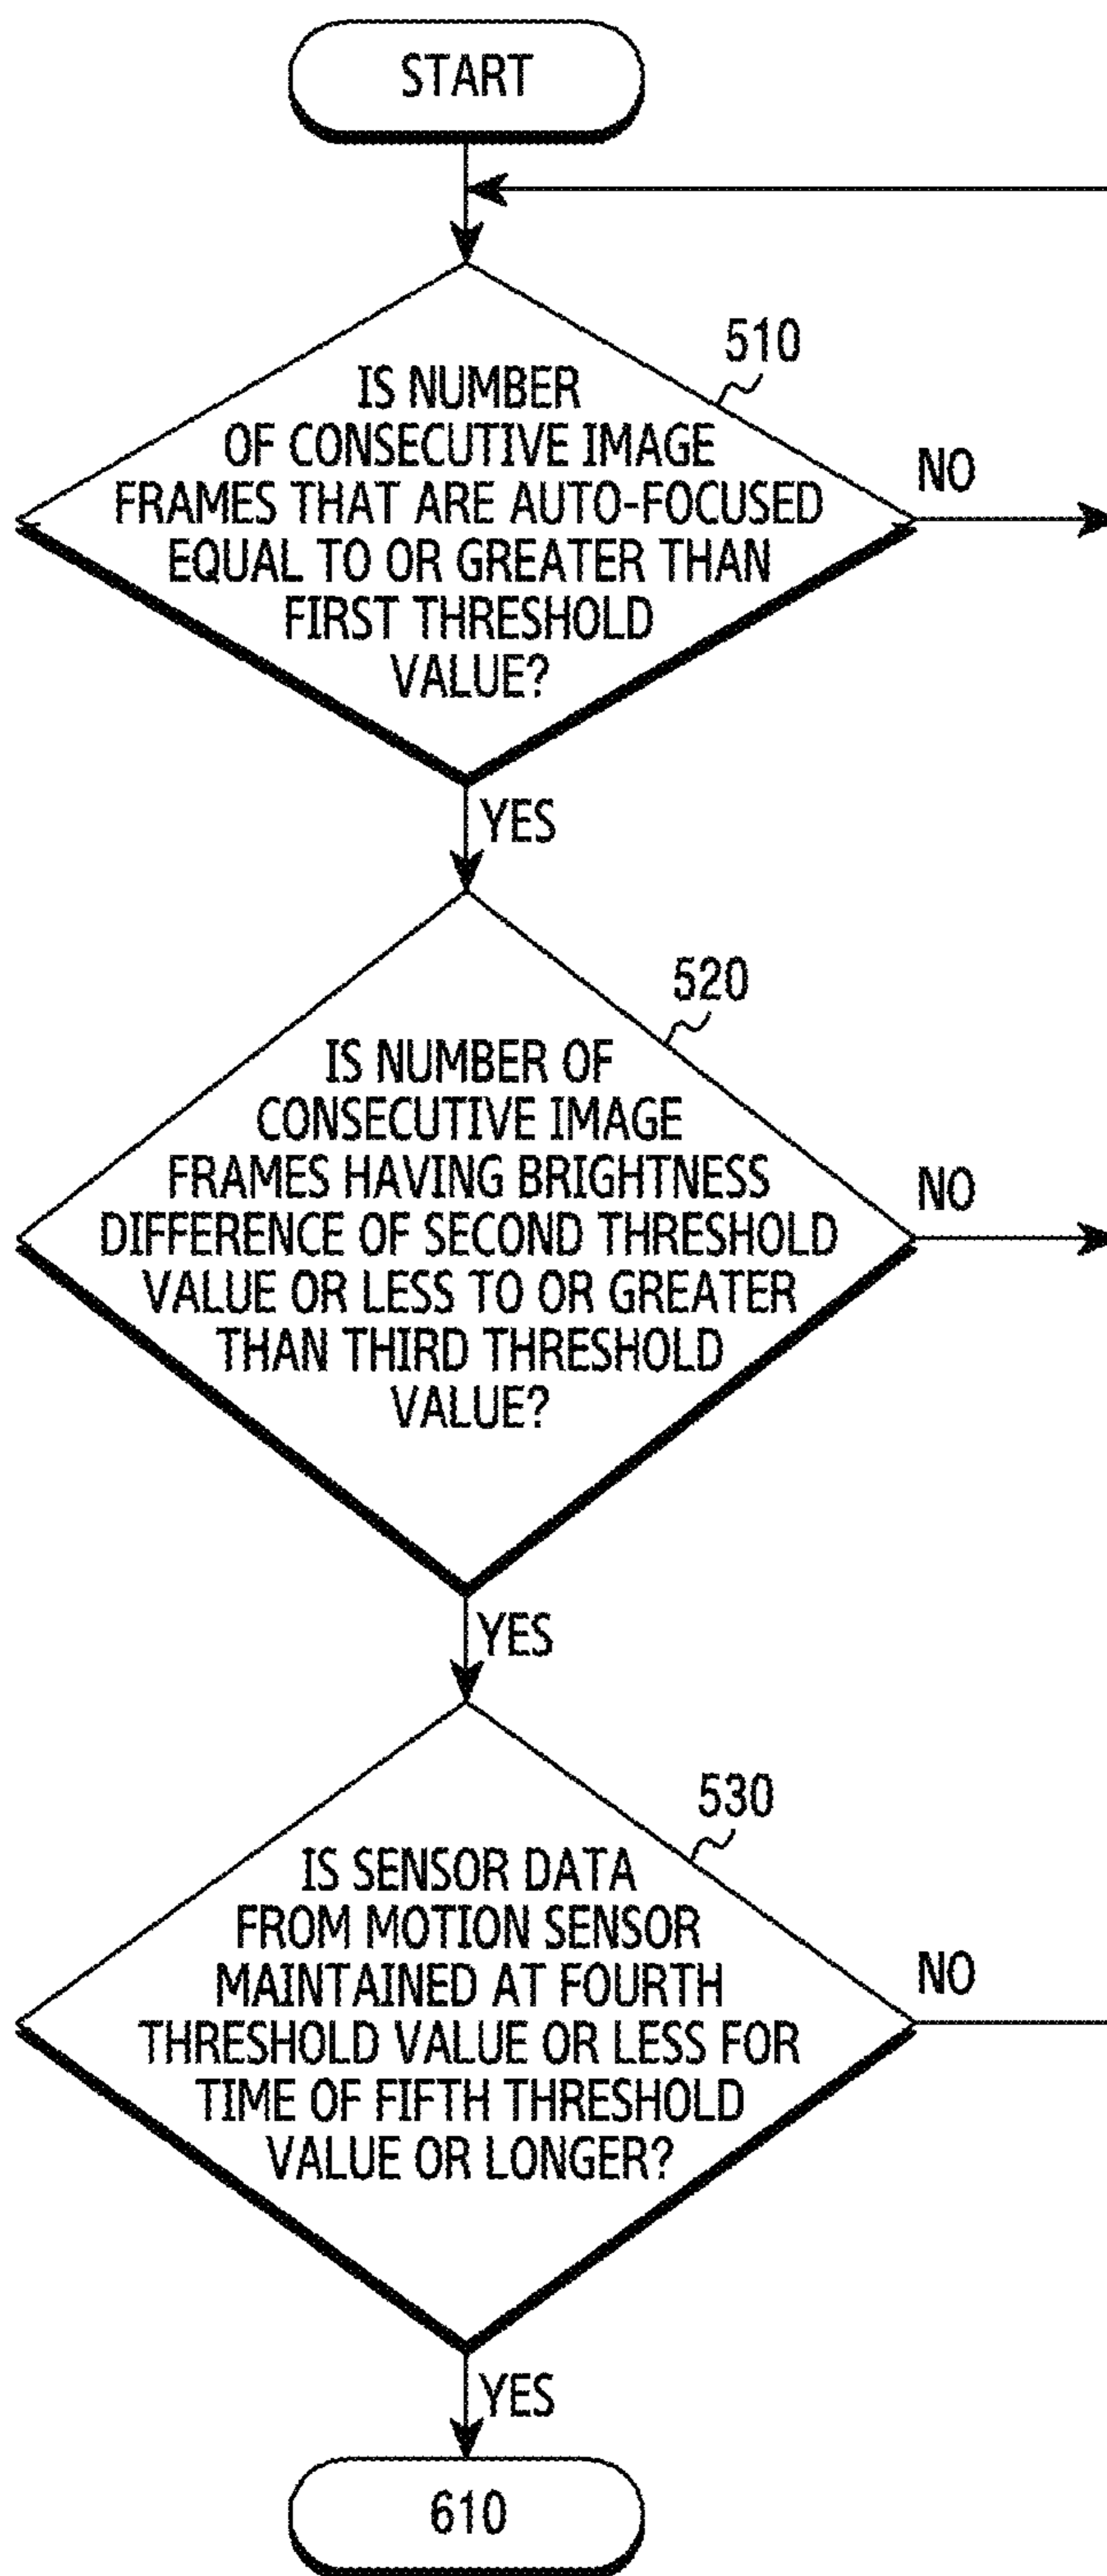 START
510
IS NUMBER
OF CONSECUTIVE IMAGE
FRAMES THAT ARE AUTO-FOCUSED
EQUAL TO OR GREATER THAN
FIRST THRESHOLD
VALUE?
NO
YES
520
IS NUMBER OF
CONSECUTIVE IMAGE
FRAMES HAVING BRIGHTNESS
DIFFERENCE OF SECOND THRESHOLD
VALUE OR LESS TO OR GREATER
THAN THIRD THRESHOLD
VALUE?
NO
YES
530
IS SENSOR DATA
FROM MOTION SENSOR
MAINTAINED AT FOURTH
THRESHOLD VALUE OR LESS FOR
TIME OF FIFTH THRESHOLD
VALUE OR LONGER?
NO
YES
610